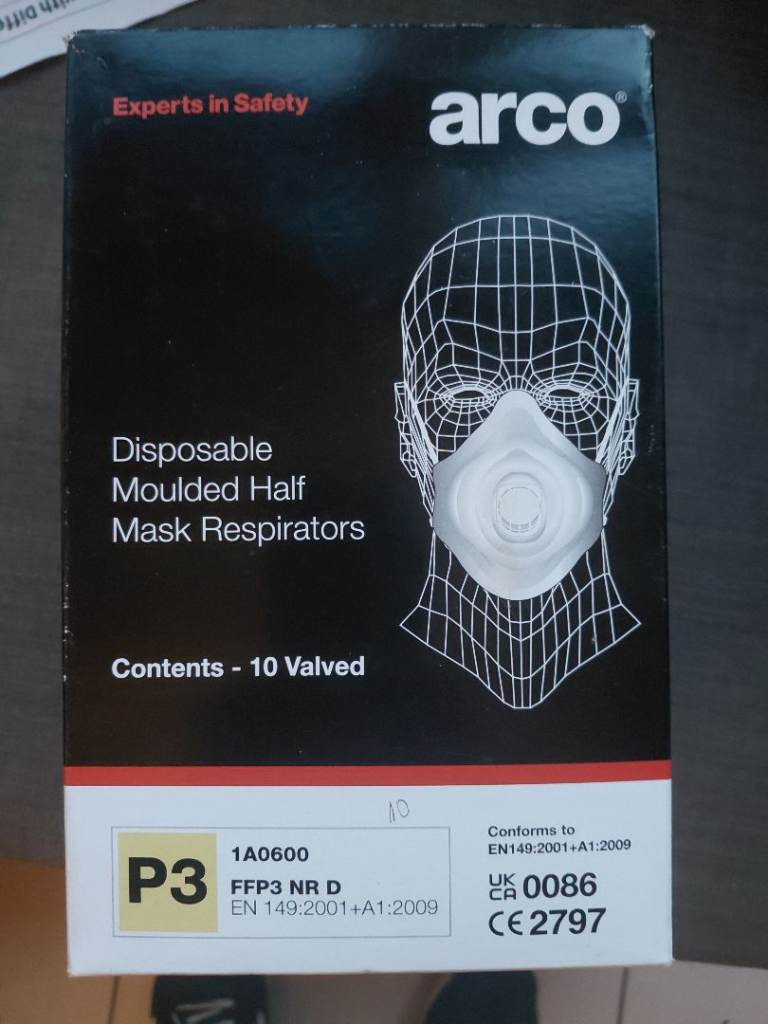 Experts in Safety
arco®
Disposable
Moulded Half
Mask Respirators
Contents - 10 Valved
10
P3
1A0600
FFP3 NR D
EN 149:2001+A1:2009
Conforms to
EN149:2001+A1:2009
UK
CA 0086
CE 2797